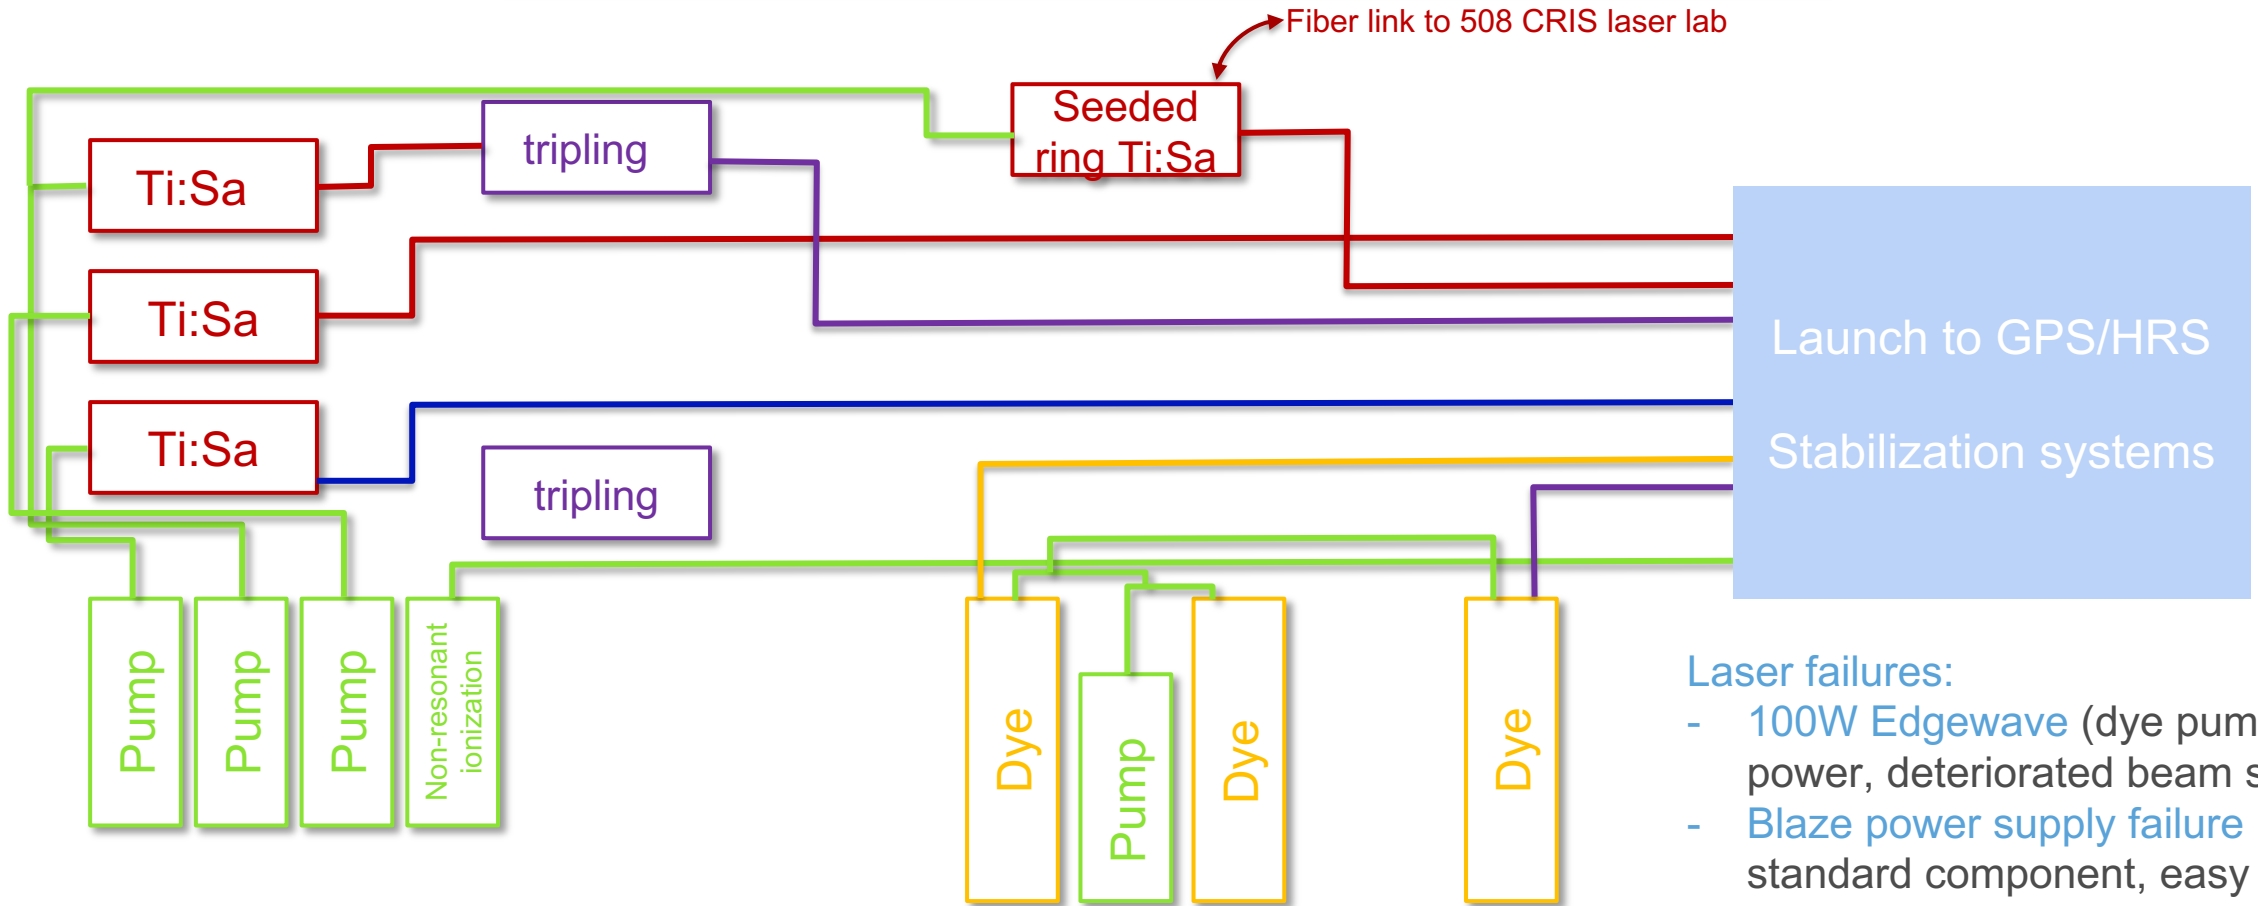 Fiber link to 508 CRIS laser lab
Seeded
ring Ti:Sa
tripling
Ti:Sa
Ti:Sa
Ti:Sa
tripling
Launch to GPS/HRS
Stabilization systems
Pump
Pump
Pump
Non-resonant
ionization
Dye
Pump
Dye
Dye
Laser failures:
- 100W Edgewave (dye pum
power, deteriorated beam s
- Blaze power supply failure
standard component, easy